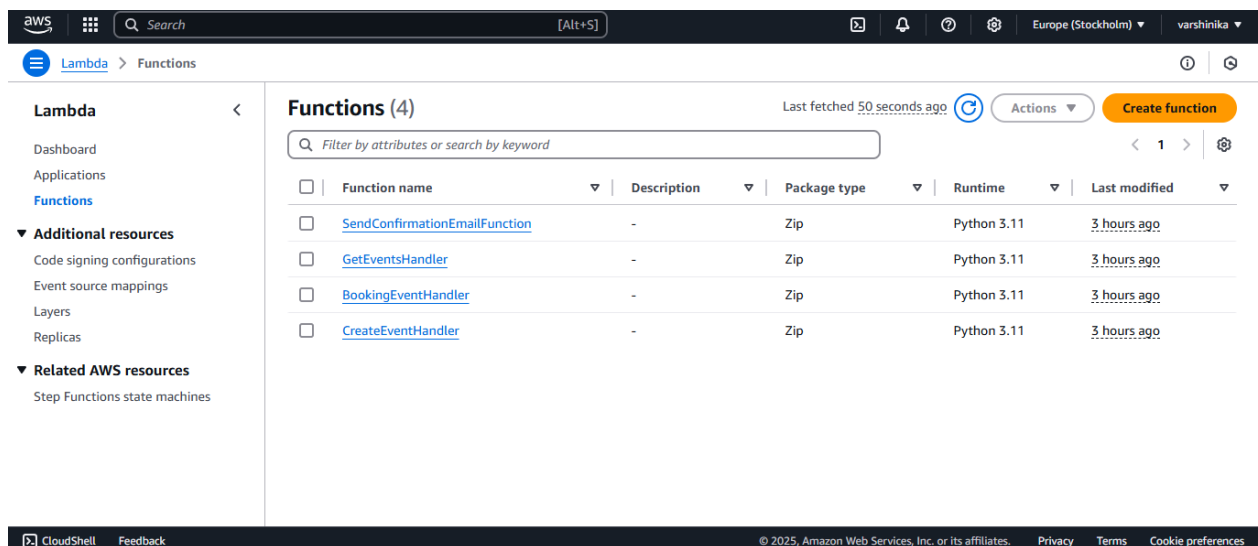 aws Search [Alt+S] Europe (Stockholm) varshinika
Lambda > Functions
Lambda
Dashboard
Applications
Functions
Additional resources
Code signing configurations
Event source mappings
Layers
Replicas
Related AWS resources
Step Functions state machines
Functions (4) Last fetched 50 seconds ago Actions Create function
Filter by attributes or search by keyword 1
Function name Description Package type Runtime Last modified
SendConfirmationEmailFunction - Zip Python 3.11 3 hours ago
GetEventsHandler - Zip Python 3.11 3 hours ago
BookingEventHandler - Zip Python 3.11 3 hours ago
CreateEventHandler - Zip Python 3.11 3 hours ago
CloudShell Feedback © 2025, Amazon Web Services, Inc. or its affiliates. Privacy Terms Cookie preferences